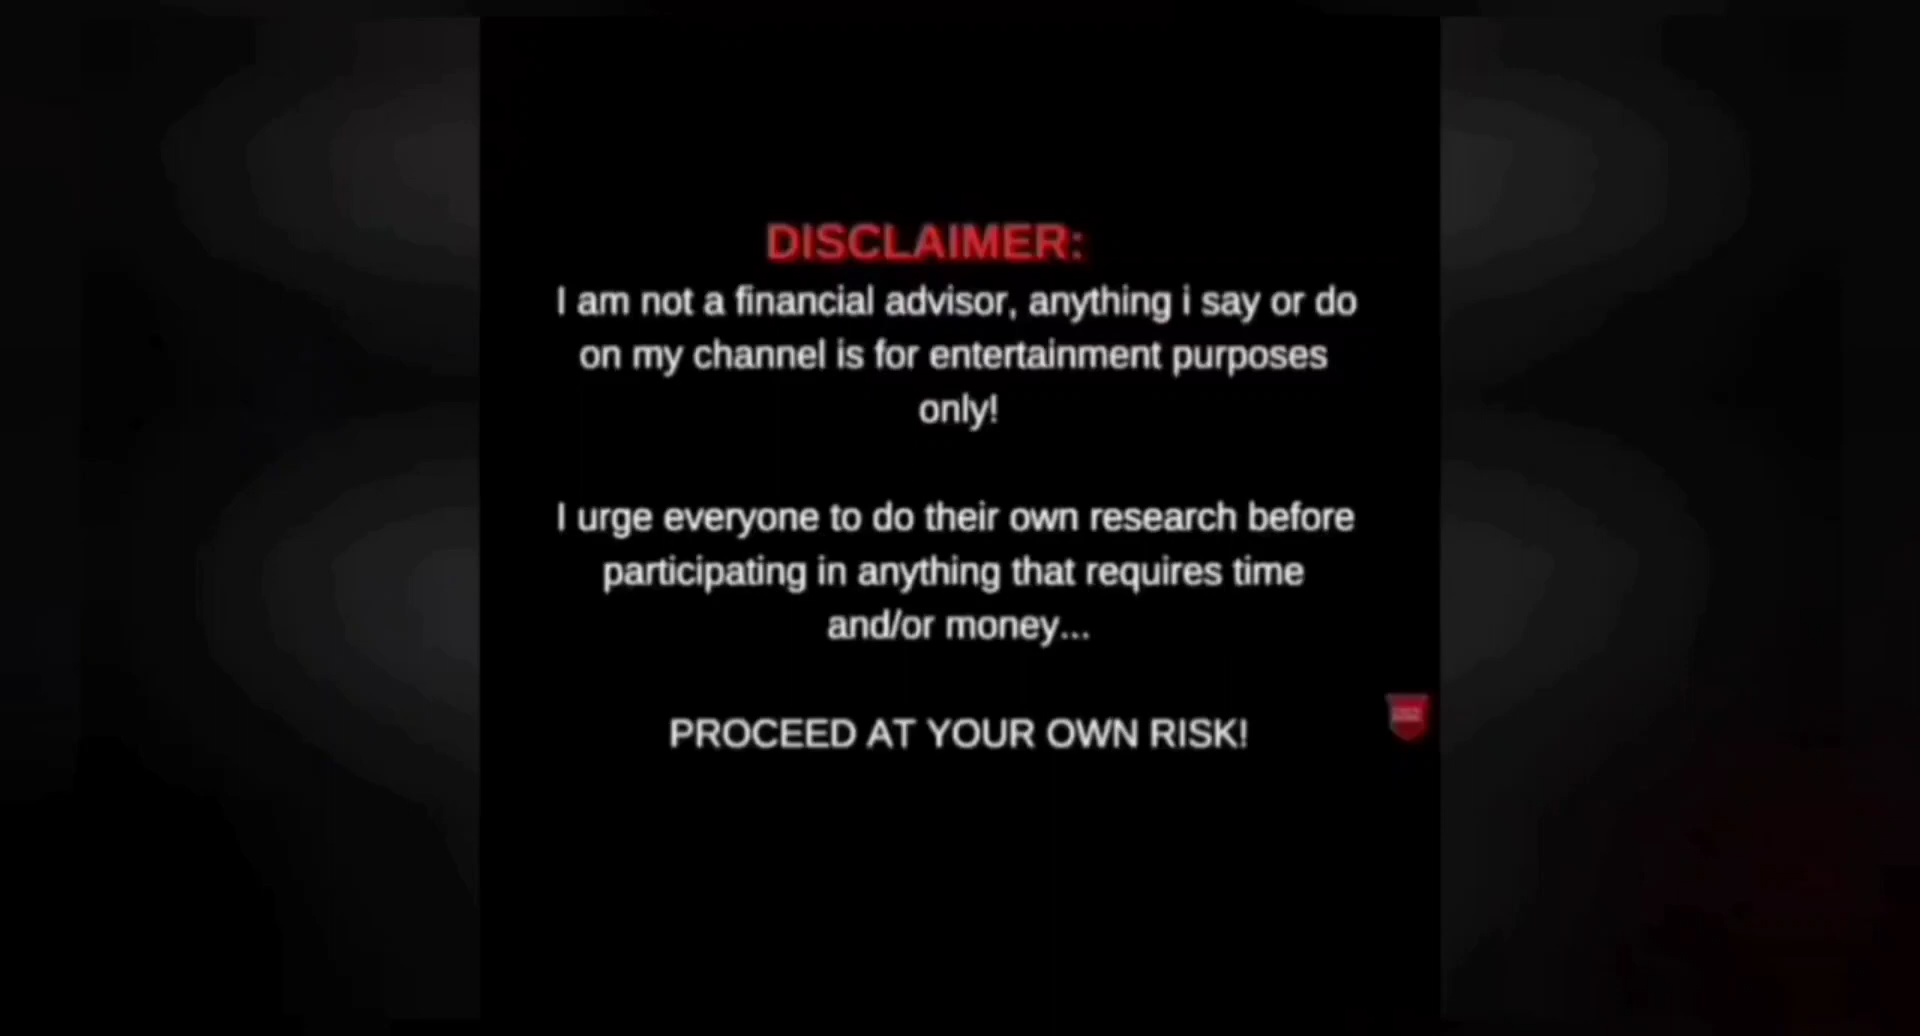 DISCLAIMER:
I am not a financial advisor, anything i say or do
on my channel is for entertainment purposes
only!
I urge everyone to do their own research before
participating in anything that requires time
and/or money...
PROCEED AT YOUR OWN RISK!